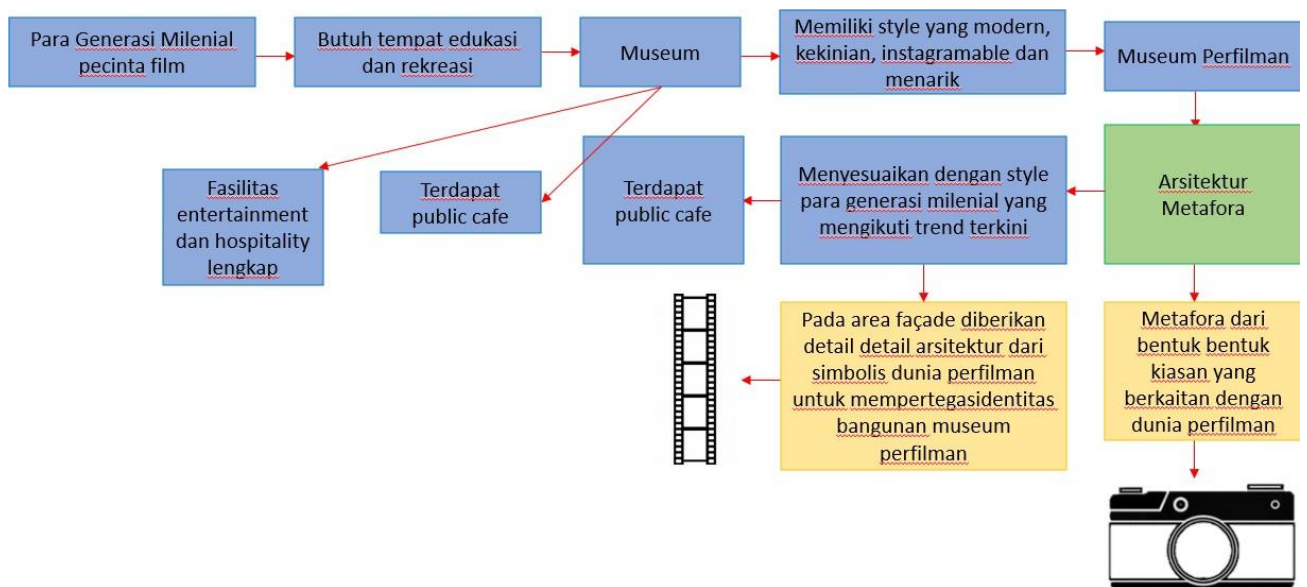 Para Generasi Milenial
pecinta film
Butuh tempat edukasi
dan rekreasi
Museum
Memiliki style yang modern,
kekinian, instagramable dan
menarik
Museum Perfilman
Fasilitas
entertainment
dan hospitality
lengkap
Terdapat
public cafe
Terdapat
public cafe
Menyesuaikan dengan style
para generasi milenial yang
mengikuti trend terkini
Arsitektur
Metafora
Pada area façade diberikan
detail detail arsitektur dari
simbolis dunia perfilman
untuk mempertegasidentitas
bangunan museum
perfilman
Metafora dari
bentuk bentuk
kiasan yang
berkaitan dengan
dunia perfilman